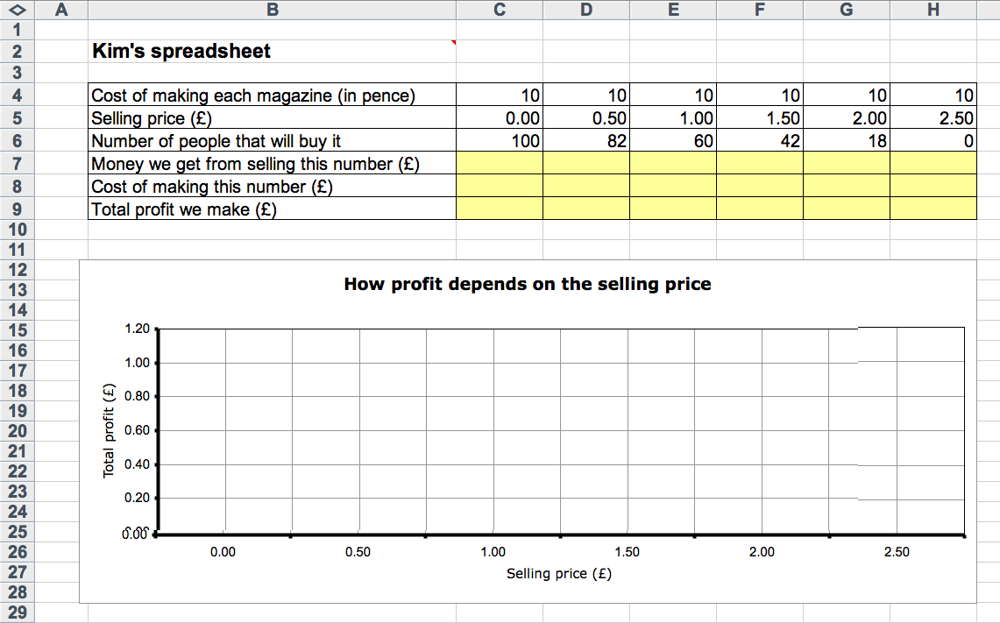 A B C D E F G H
1
2 Kim's spreadsheet
3
4 Cost of making each magazine (in pence) 10 10 10 10 10 10
5 Selling price (£) 0.00 0.50 1.00 1.50 2.00 2.50
6 Number of people that will buy it 100 82 60 42 18 0
7 Money we get from selling this number (£)
8 Cost of making this number (£)
9 Total profit we make (£)
10
11
12
13 How profit depends on the selling price
14
15 1.20
16
17 1.00
18 0.80
19
20 0.60
21
22 0.40
23 0.20
24
25 0.00
26 0.00 0.50 1.00 1.50 2.00 2.50
27 Selling price (£)
28
29
Total profit (£)